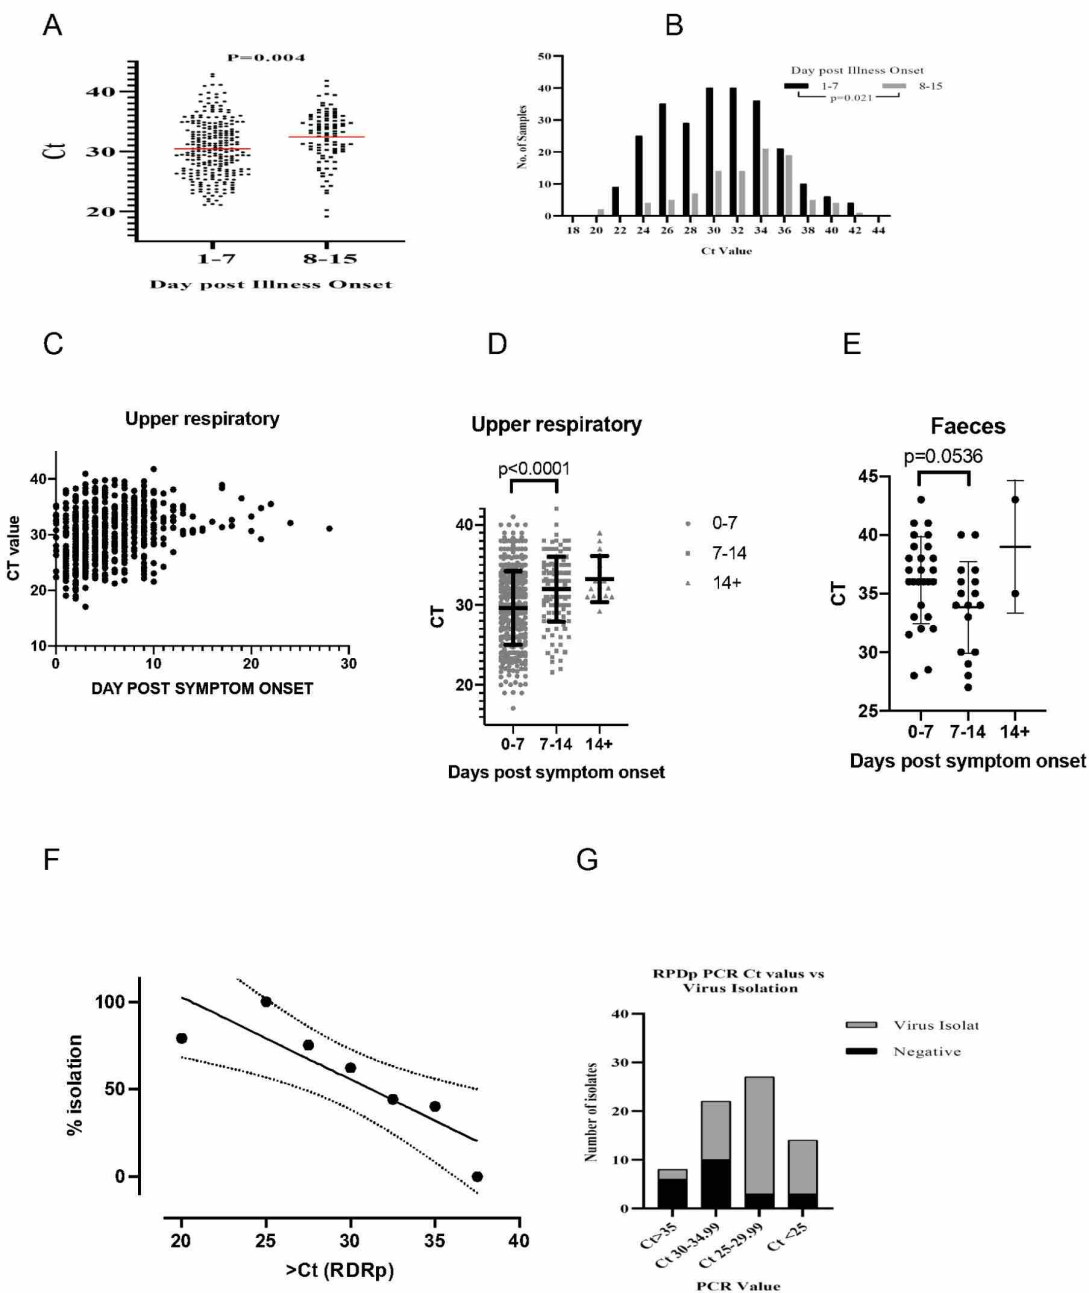 A
P=0.004
40
30
20
Ct
1-7
8-15
Day post Illness Onset
B
50
40
30
20
10
0
No. of Samples
Day post Illness Onset
1-7
8-15
p=0.021
18 20 22 24 26 28 30 32 34 36 38 40 42 44
Ct Value
C
Upper respiratory
40
30
20
10
CT value
0 10 20 30
DAY POST SYMPTOM ONSET
D
Upper respiratory
p<0.0001
40
30
20
CT
0-7
7-14
14+
0-7 7-14 14+
Days post symptom onset
E
Faeces
p=0.0536
45
40
35
30
25
CT
0-7 7-14 14+
Days post symptom onset
F
100
50
0
% isolation
20 25 30 35 40
>Ct (RDRp)
G
RPDp PCR Ct valus vs
Virus Isolation
40
30
20
10
0
Number of isolates
Virus Isolat
Negative
Ct>35
Ct 30-34.99
Ct 25-29.99
Ct <25
PCR Value